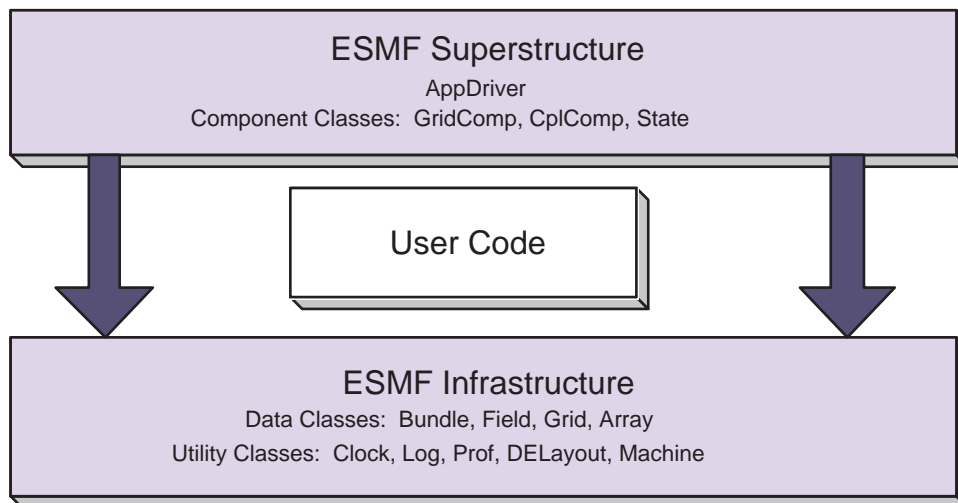 ESMF Superstructure
AppDriver
Component Classes: GridComp, CplComp, State
User Code
ESMF Infrastructure
Data Classes: Bundle, Field, Grid, Array
Utility Classes: Clock, Log, Prof, DELayout, Machine